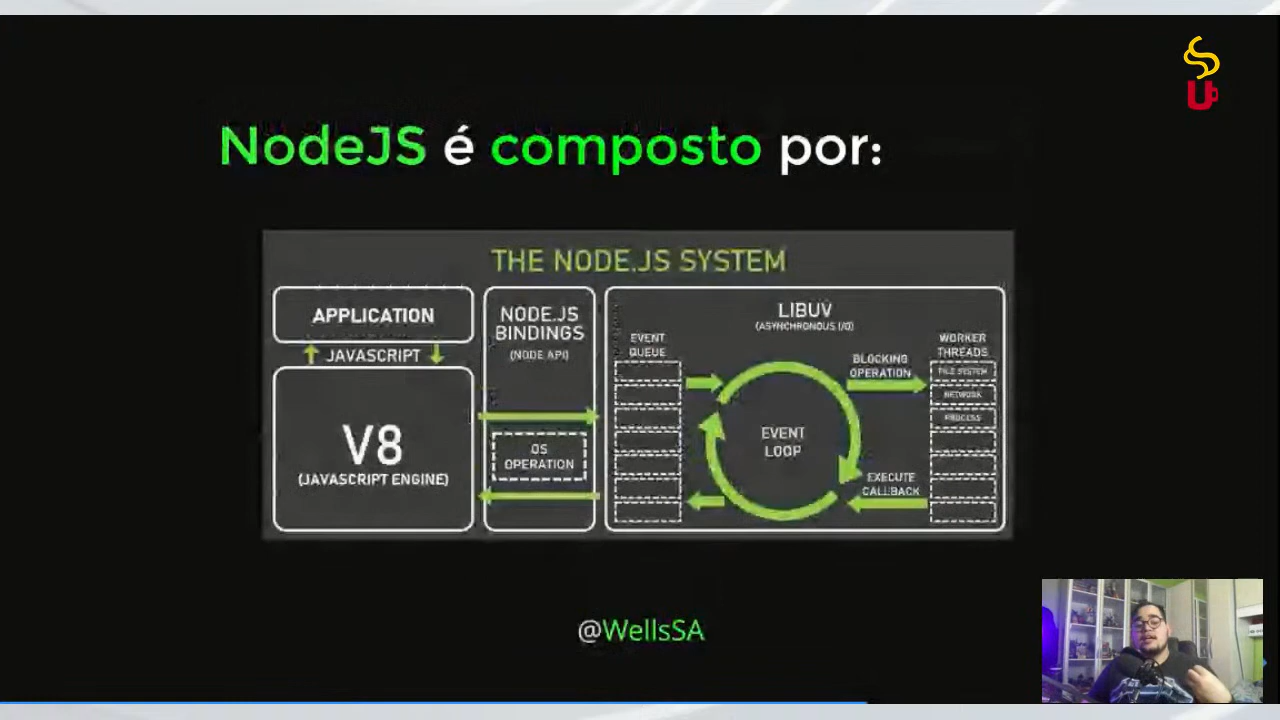 NodeJS é composto por:
THE NODE.JS SYSTEM
APPLICATION
JAVASCRIPT
V8
(JAVASCRIPT ENGINE)
NODE.JS
BINDINGS
(NODE API)
OS
OPERATION
LIBUV
(ASYNCHRONOUS I/O)
EVENT
QUEUE
EVENT
LOOP
BLOCKING
OPERATION
EXECUTE
CALLBACK
WORKER
THREADS
FILE SYSTEM
NETWORK
PROCESS
@WellsSA